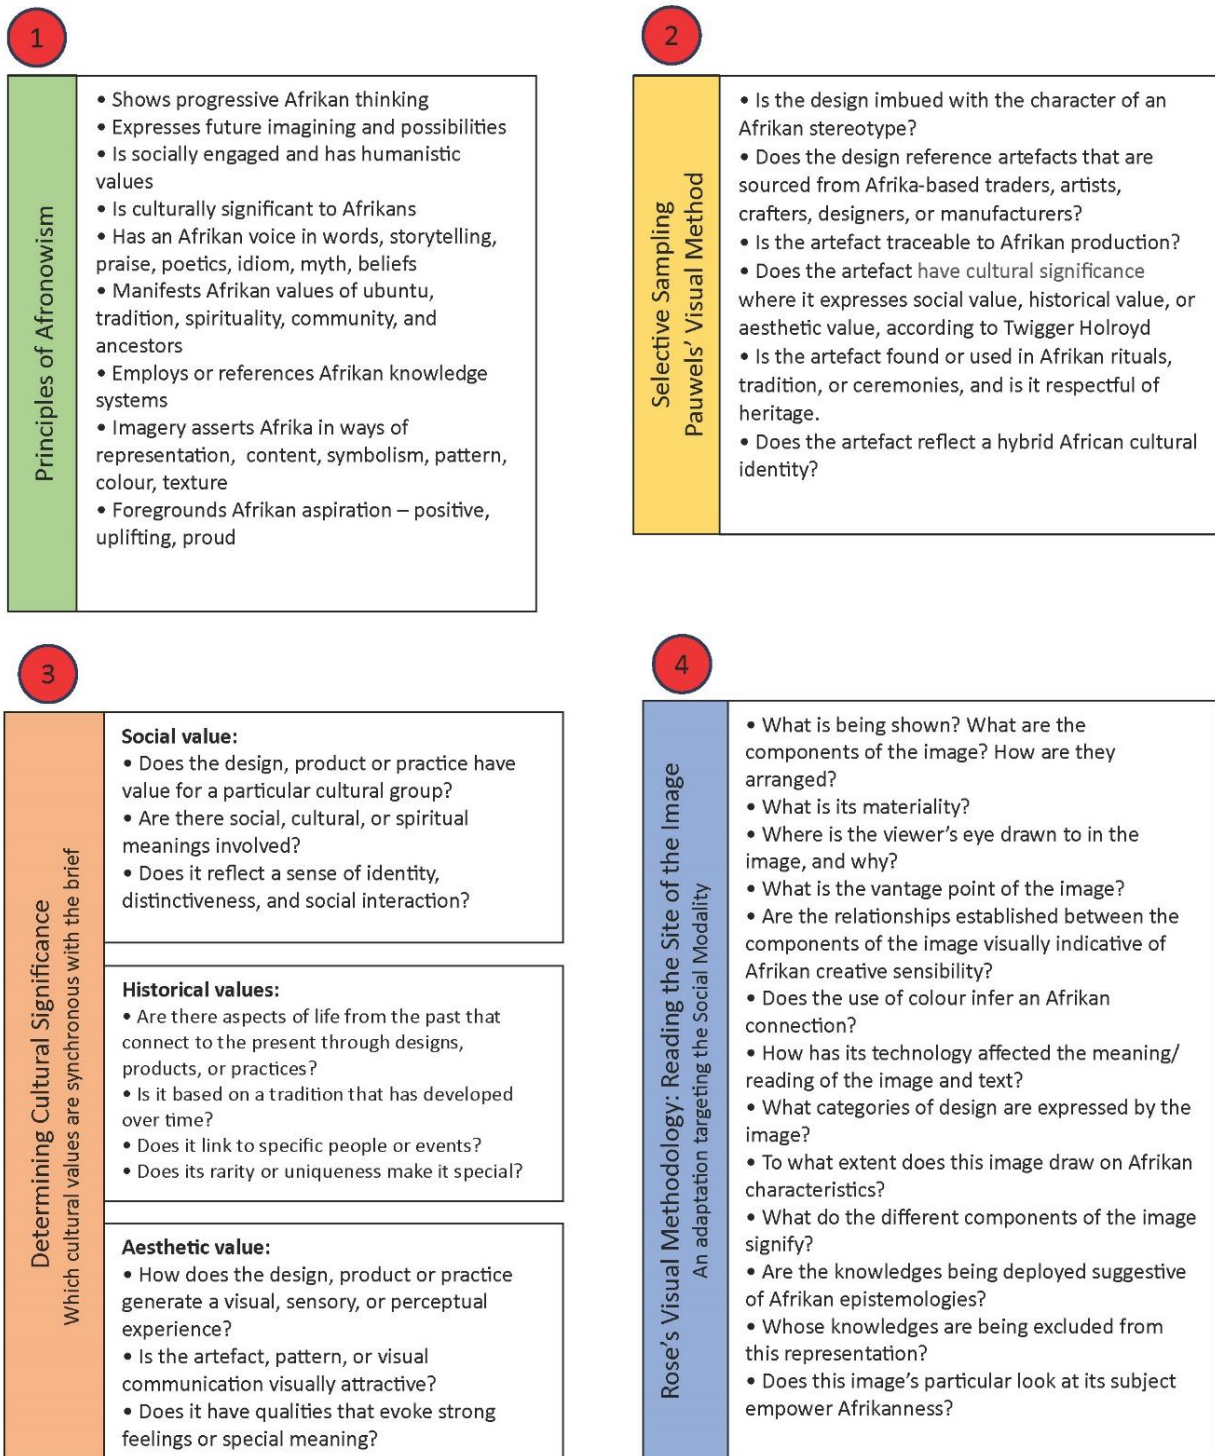 1
Principles of Afronowism
• Shows progressive Afrikan thinking
• Expresses future imagining and possibilities
• Is socially engaged and has humanistic
values
• Is culturally significant to Afrikans
• Has an Afrikan voice in words, storytelling,
praise, poetics, idiom, myth, beliefs
• Manifests Afrikan values of ubuntu,
tradition, spirituality, community, and
ancestors
• Employs or references Afrikan knowledge
systems
• Imagery asserts Afrika in ways of
representation, content, symbolism, pattern,
colour, texture
• Foregrounds Afrikan aspiration – positive,
uplifting, proud
2
Selective Sampling
Pauwels' Visual Method
• Is the design imbued with the character of an
Afrikan stereotype?
• Does the design reference artefacts that are
sourced from Afrika-based traders, artists,
crafters, designers, or manufacturers?
• Is the artefact traceable to Afrikan production?
• Does the artefact have cultural significance
where it expresses social value, historical value, or
aesthetic value, according to Twigger Holroyd
• Is the artefact found or used in Afrikan rituals,
tradition, or ceremonies, and is it respectful of
heritage.
• Does the artefact reflect a hybrid African cultural
identity?
3
Determining Cultural Significance
Which cultural values are synchronous with the brief
Social value:
• Does the design, product or practice have
value for a particular cultural group?
• Are there social, cultural, or spiritual
meanings involved?
• Does it reflect a sense of identity,
distinctiveness, and social interaction?
Historical values:
• Are there aspects of life from the past that
connect to the present through designs,
products, or practices?
• Is it based on a tradition that has developed
over time?
• Does it link to specific people or events?
• Does its rarity or uniqueness make it special?
Aesthetic value:
• How does the design, product or practice
generate a visual, sensory, or perceptual
experience?
• Is the artefact, pattern, or visual
communication visually attractive?
• Does it have qualities that evoke strong
feelings or special meaning?
4
Rose's Visual Methodology: Reading the Site of the Image
An adaptation targeting the Social Modality
• What is being shown? What are the
components of the image? How are they
arranged?
• What is its materiality?
• Where is the viewer's eye drawn to in the
image, and why?
• What is the vantage point of the image?
• Are the relationships established between the
components of the image visually indicative of
Afrikan creative sensibility?
• Does the use of colour infer an Afrikan
connection?
• How has its technology affected the meaning/
reading of the image and text?
• What categories of design are expressed by the
image?
• To what extent does this image draw on Afrikan
characteristics?
• What do the different components of the image
signify?
• Are the knowledges being deployed suggestive
of Afrikan epistemologies?
• Whose knowledges are being excluded from
this representation?
• Does this image's particular look at its subject
empower Afrikanness?